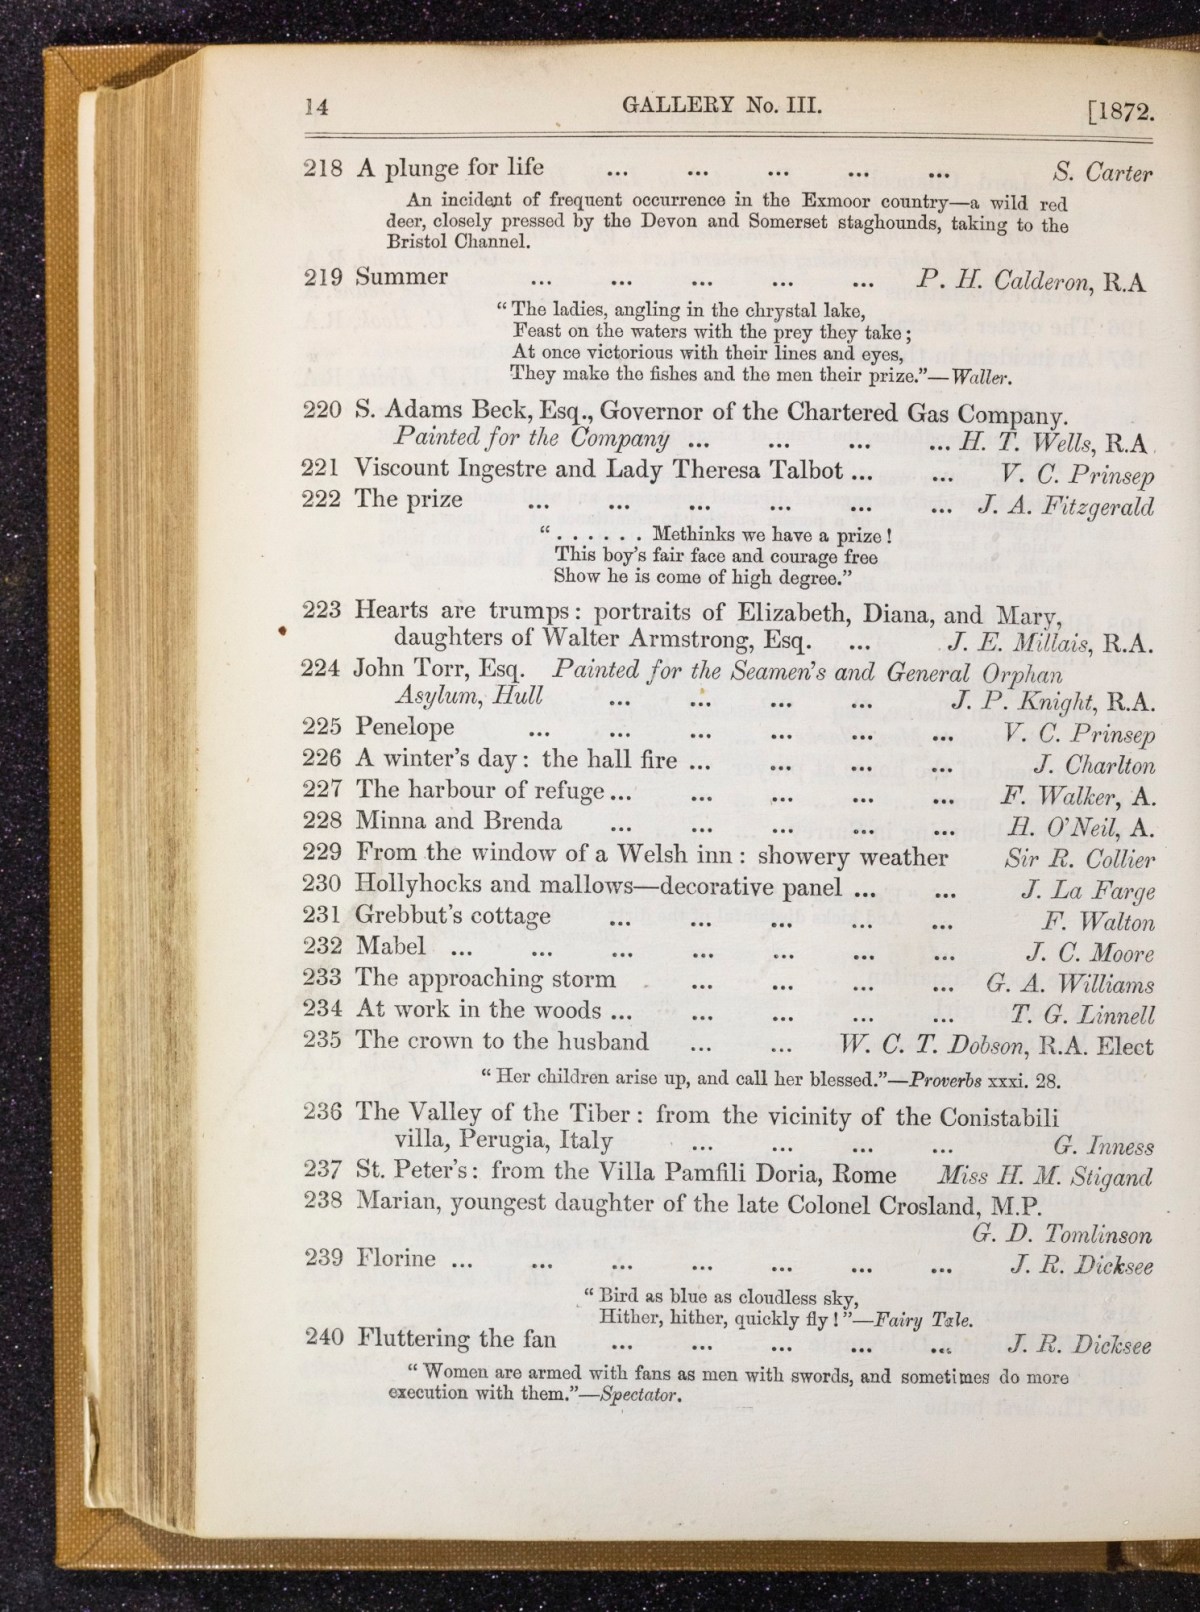 14 GALLERY No. III. [1872.
218 A plunge for life ... ... ... ... ... S. Carter
An incident of frequent occurrence in the Exmoor country—a wild red
deer, closely pressed by the Devon and Somerset staghounds, taking to the
Bristol Channel.
219 Summer ... ... ... ... ... P. H. Calderon, R.A
“ The ladies, angling in the chrystal lake,
Feast on the waters with the prey they take ;
At once victorious with their lines and eyes,
They make the fishes and the men their prize.”—Waller.
220 S. Adams Beck, Esq., Governor of the Chartered Gas Company.
Painted for the Company ... ... ... ... H. T. Wells, R.A.
221 Viscount Ingestre and Lady Theresa Talbot ... ... V. C. Prinsep
222 The prize ... ... ... ... ... ... J. A. Fitzgerald
“ . . . . . . Methinks we have a prize !
This boy’s fair face and courage free
Show he is come of high degree.”
223 Hearts are trumps : portraits of Elizabeth, Diana, and Mary,
daughters of Walter Armstrong, Esq. ... J. E. Millais, R.A.
224 John Torr, Esq. Painted for the Seamen’s and General Orphan
Asylum, Hull ... ... ... ... J. P. Knight, R.A.
225 Penelope ... ... ... ... ... ... V. C. Prinsep
226 A winter’s day : the hall fire ... ... ... ... J. Charlton
227 The harbour of refuge ... ... ... ... ... F. Walker, A.
228 Minna and Brenda ... ... ... ... ... H. O’Neil, A.
229 From the window of a Welsh inn : showery weather Sir R. Collier
230 Hollyhocks and mallows—decorative panel ... ... J. La Farge
231 Grebbut’s cottage ... ... ... ... ... F. Walton
232 Mabel ... ... ... ... ... ... ... J. C. Moore
233 The approaching storm ... ... ... ... G. A. Williams
234 At work in the woods ... ... ... ... ... T. G. Linnell
235 The crown to the husband ... ... W. C. T. Dobson, R.A. Elect
“ Her children arise up, and call her blessed.”—Proverbs xxxi. 28.
236 The Valley of the Tiber : from the vicinity of the Conistabili
villa, Perugia, Italy ... ... ... ... G. Inness
237 St. Peter’s : from the Villa Pamfili Doria, Rome Miss H. M. Stigand
238 Marian, youngest daughter of the late Colonel Crosland, M.P.
G. D. Tomlinson
239 Florine ... ... ... ... ... ... ... J. R. Dicksee
“ Bird as blue as cloudless sky,
Hither, hither, quickly fly ! ”—Fairy Tale.
240 Fluttering the fan ... ... ... ... ... J. R. Dicksee
“ Women are armed with fans as men with swords, and sometimes do more
execution with them.”—Spectator.